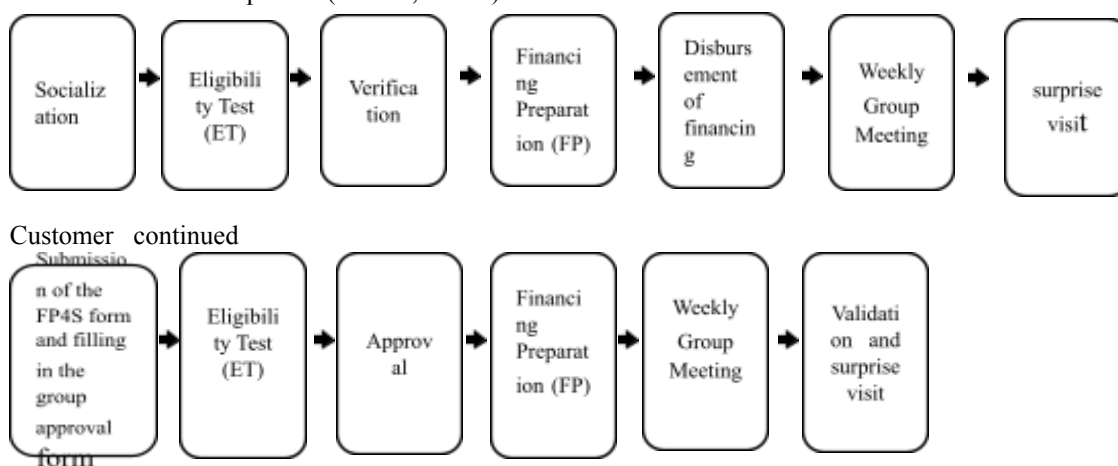 Socializ
ation
Eligibili
ty Test
(ET)
Verifica
tion
Financi
ng
Preparat
ion (FP)
Disburs
ement
of
financin
g
Weekly
Group
Meeting
surprise
visit
Customer continued
Submissio
n of the
FP4S form
and filling
in the
group
approval
form
Eligibili
ty Test
(ET)
Approv
al
Financi
ng
Preparat
ion (FP)
Weekly
Group
Meeting
Validati
on and
surprise
visit